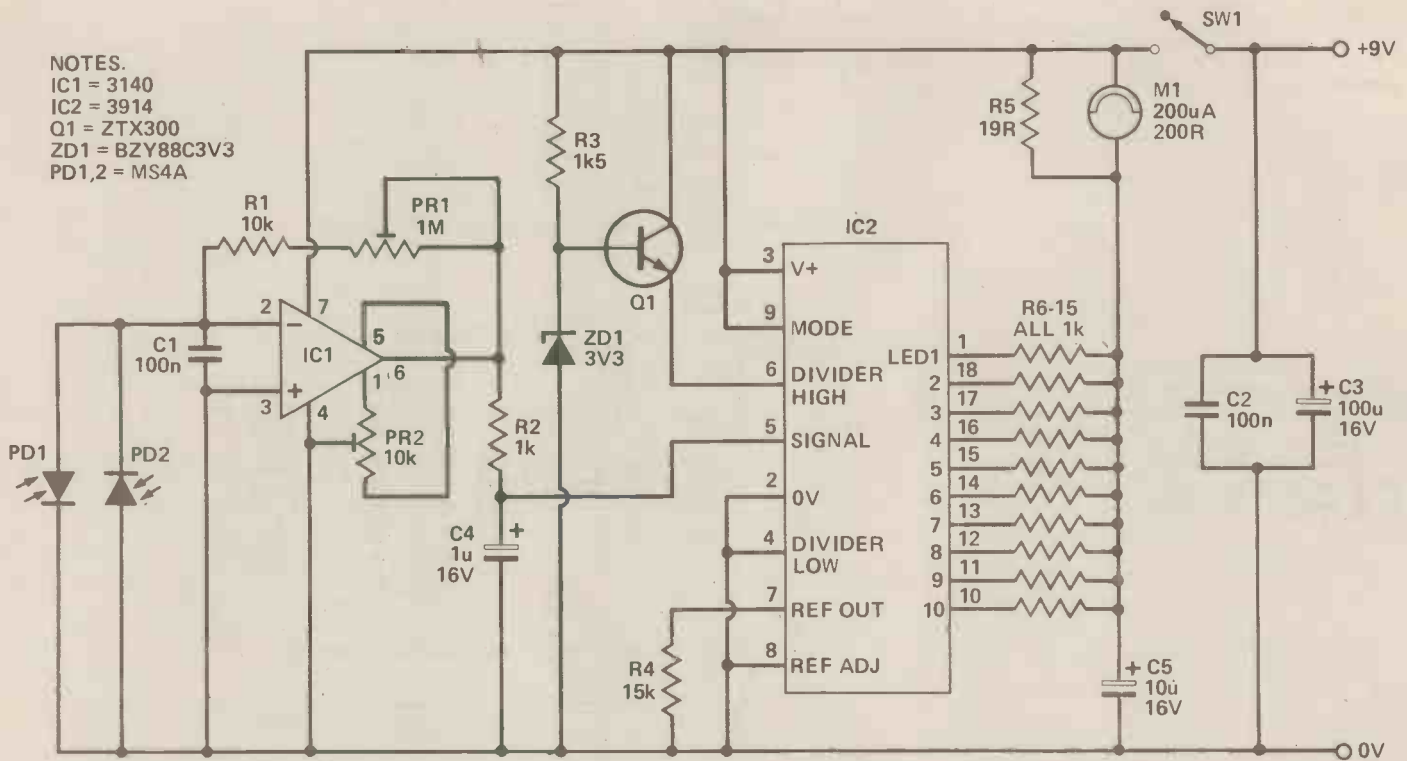 NOTES.
IC1 = 3140
IC2 = 3914
Q1 = ZTX300
ZD1 = BZY88C3V3
PD1,2 = MS4A
SW1
+9V
M1
200uA
200R
R5
19R
R3
1k5
R1
10k
PR1
1M
Q1
IC2
3
V+
9
MODE
6
DIVIDER
HIGH
5
SIGNAL
2
0V
4
DIVIDER
LOW
7
REF OUT
8
REF ADJ
R6-15
ALL 1k
LED1
1
2
18
3
17
4
16
5
15
6
14
7
13
8
12
9
11
10
10
2
−
7
IC1
5
6
1
+
3
4
C1
100n
ZD1
3V3
PR2
10k
R2
1k
PD1
PD2
C4
+
1u
16V
R4
15k
C2
100n
+
C3
100u
16V
+
C5
10u
16V
0V